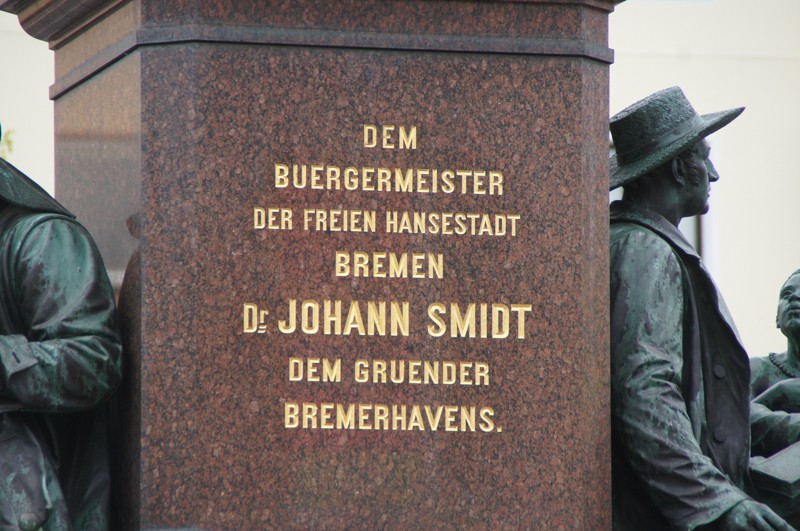 DEM
BUERGERMEISTER
DER FREIEN HANSESTADT
BREMEN
Dr. JOHANN SMIDT
DEM GRUENDER
BREMERHAVENS.